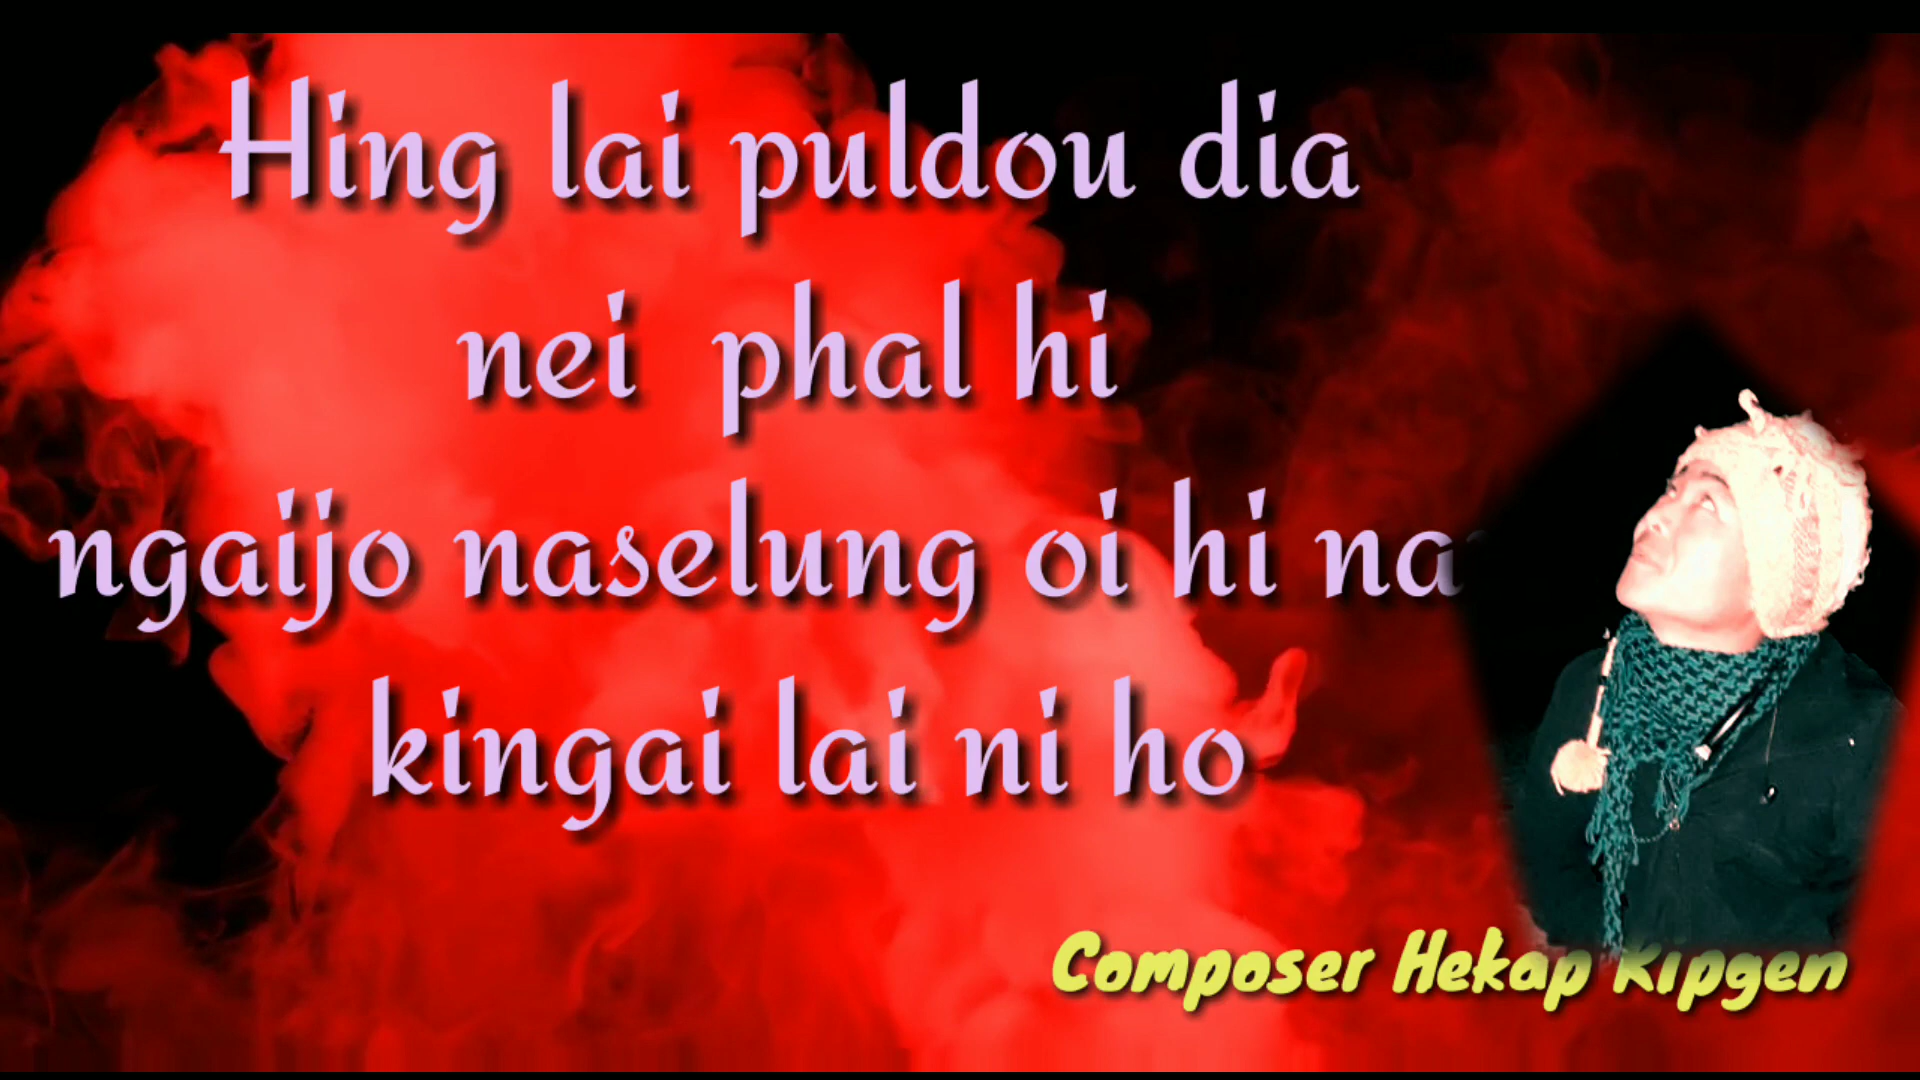 Hing lai puldou dia
nei phal hi
ngaijo naselung oi hi na
kingai lai ni ho
Composer Hekap Kipgen